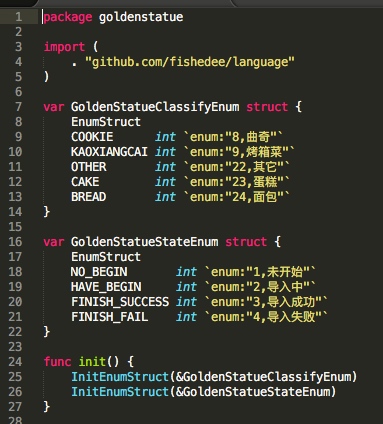 1 package goldenstatue
2
3 import (
4     . "github.com/fishedee/language"
5 )
6
7 var GoldenStatueClassifyEnum struct {
8     EnumStruct
9     COOKIE      int `enum:"8,曲奇"`
10     KAOXIANGCAI int `enum:"9,烤箱菜"`
11     OTHER       int `enum:"22,其它"`
12     CAKE        int `enum:"23,蛋糕"`
13     BREAD       int `enum:"24,面包"`
14 }
15
16 var GoldenStatueStateEnum struct {
17     EnumStruct
18     NO_BEGIN       int `enum:"1,未开始"`
19     HAVE_BEGIN     int `enum:"2,导入中"`
20     FINISH_SUCCESS int `enum:"3,导入成功"`
21     FINISH_FAIL    int `enum:"4,导入失败"`
22 }
23
24 func init() {
25     InitEnumStruct(&GoldenStatueClassifyEnum)
26     InitEnumStruct(&GoldenStatueStateEnum)
27 }
28